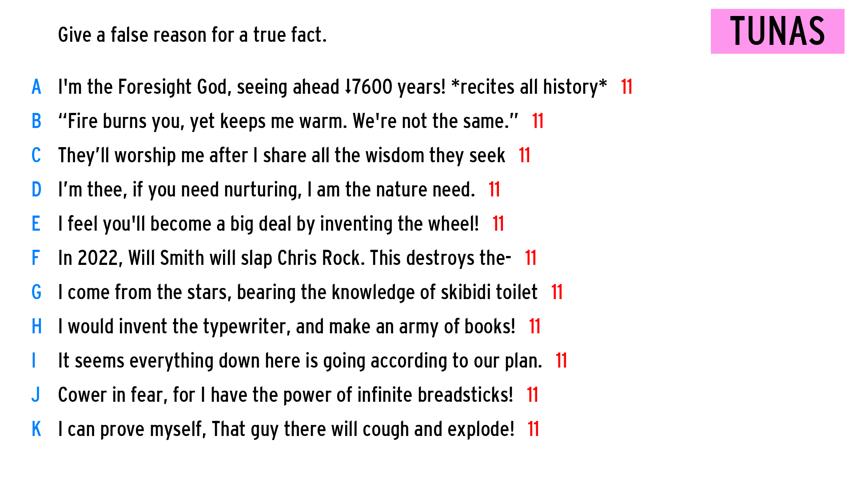 Give a false reason for a true fact.
TUNAS
A I'm the Foresight God, seeing ahead ⇂7600 years! *recites all history* 11
B “Fire burns you, yet keeps me warm. We're not the same.” 11
C They’ll worship me after I share all the wisdom they seek 11
D I’m thee, if you need nurturing, I am the nature need. 11
E I feel you'll become a big deal by inventing the wheel! 11
F In 2022, Will Smith will slap Chris Rock. This destroys the- 11
G I come from the stars, bearing the knowledge of skibidi toilet 11
H I would invent the typewriter, and make an army of books! 11
I It seems everything down here is going according to our plan. 11
J Cower in fear, for I have the power of infinite breadsticks! 11
K I can prove myself, That guy there will cough and explode! 11